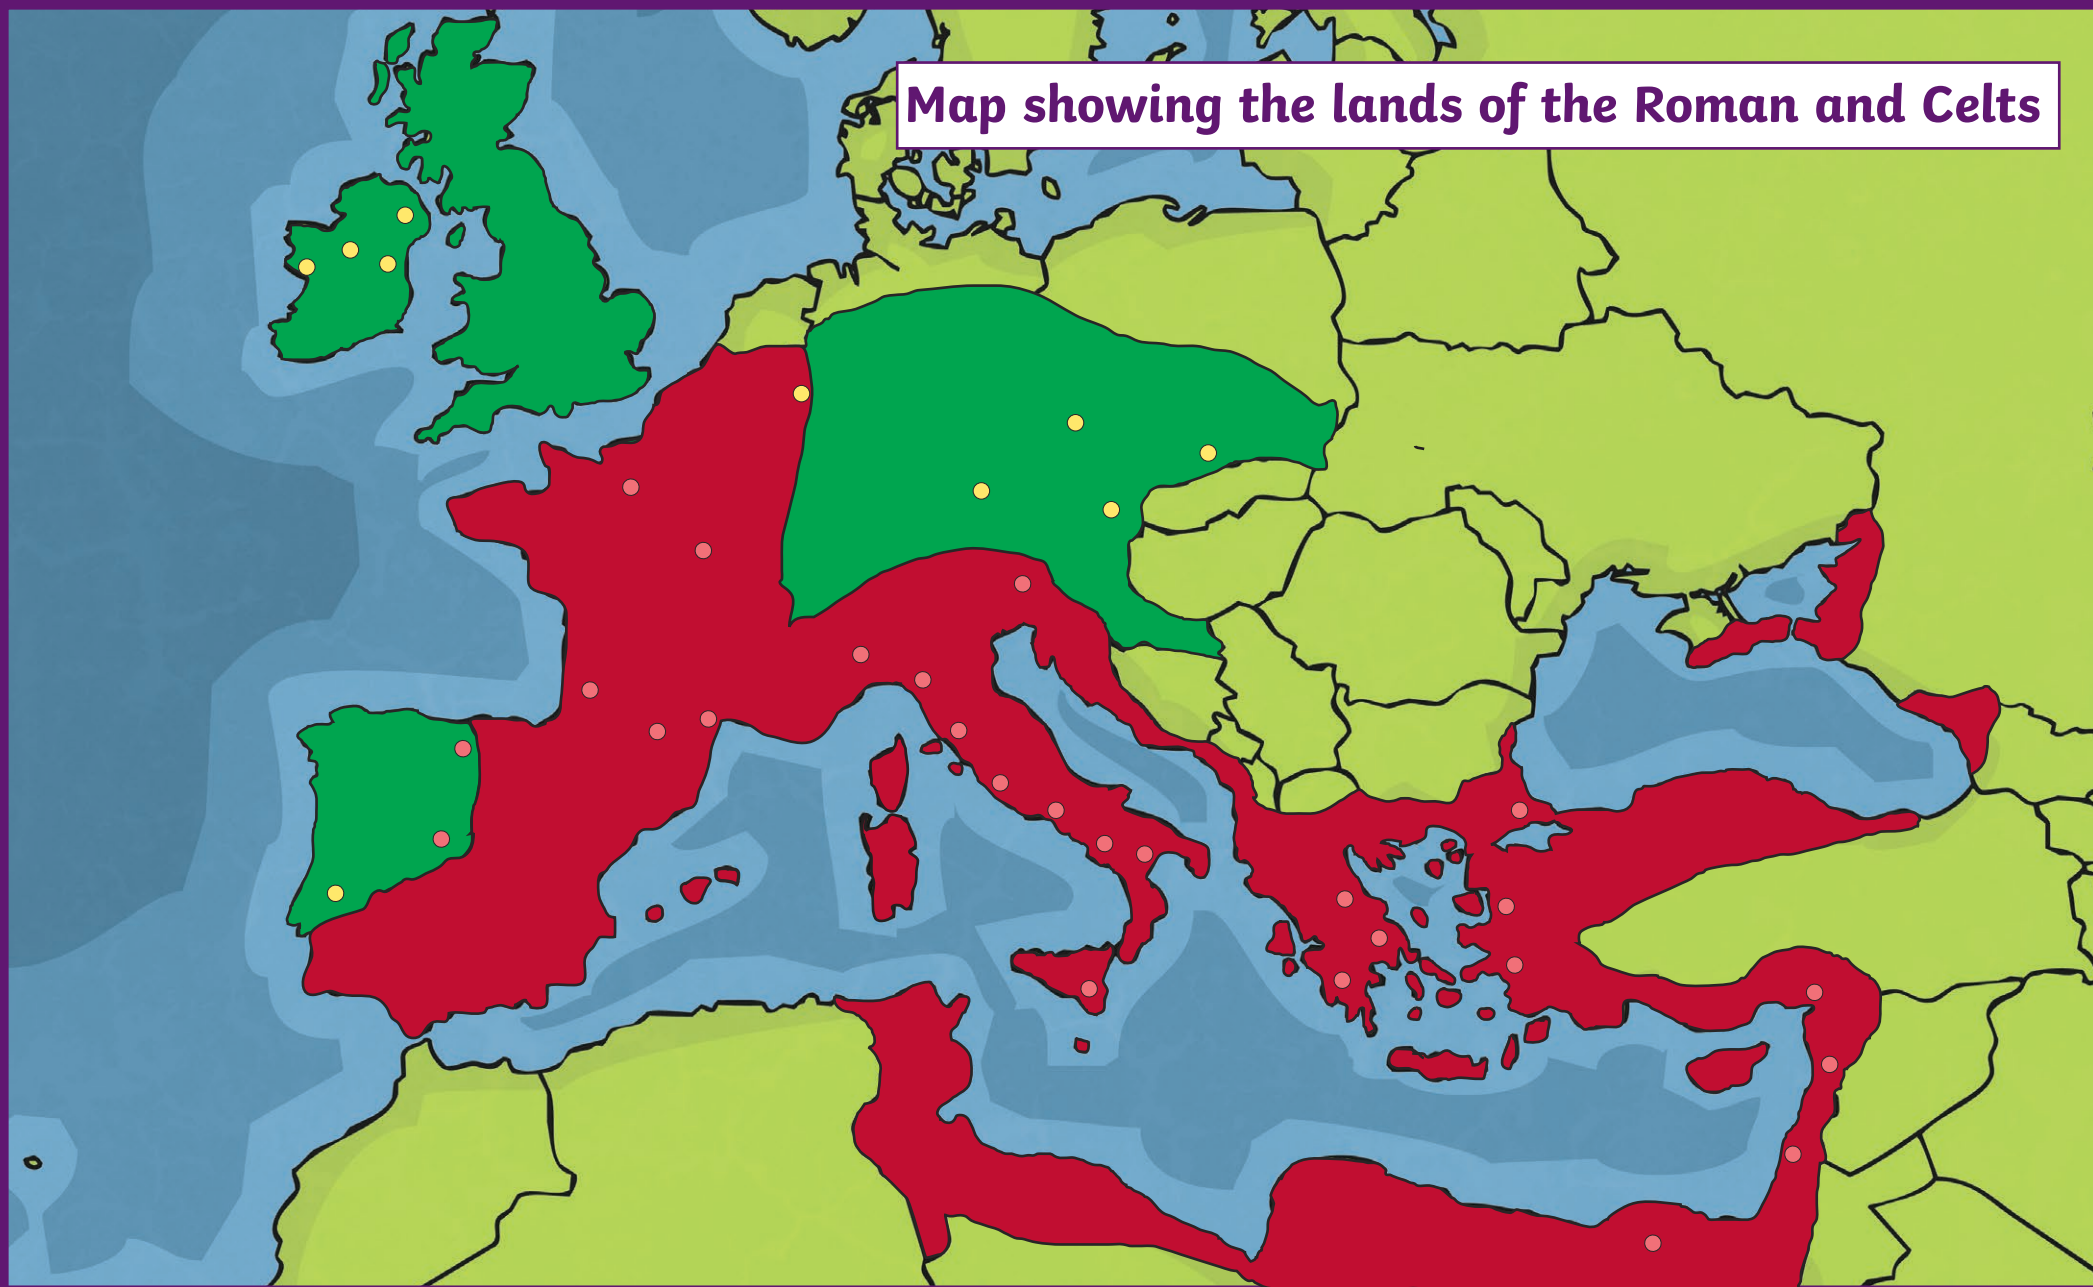 Map showing the lands of the Roman and Celts